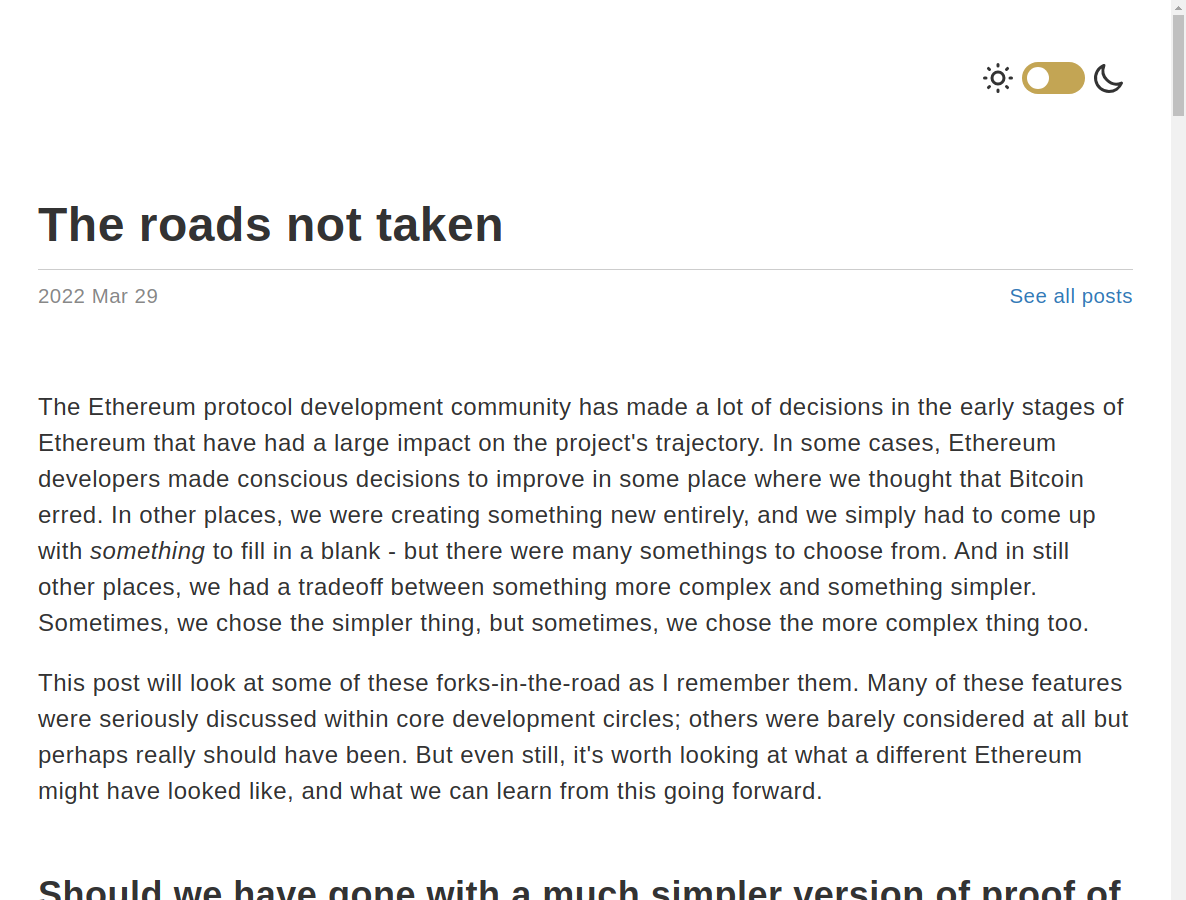 The roads not taken
2022 Mar 29
See all posts
The Ethereum protocol development community has made a lot of decisions in the early stages of
Ethereum that have had a large impact on the project's trajectory. In some cases, Ethereum
developers made conscious decisions to improve in some place where we thought that Bitcoin
erred. In other places, we were creating something new entirely, and we simply had to come up
with something to fill in a blank - but there were many somethings to choose from. And in still
other places, we had a tradeoff between something more complex and something simpler.
Sometimes, we chose the simpler thing, but sometimes, we chose the more complex thing too.
This post will look at some of these forks-in-the-road as I remember them. Many of these features
were seriously discussed within core development circles; others were barely considered at all but
perhaps really should have been. But even still, it's worth looking at what a different Ethereum
might have looked like, and what we can learn from this going forward.
Should we have gone with a much simpler version of proof of